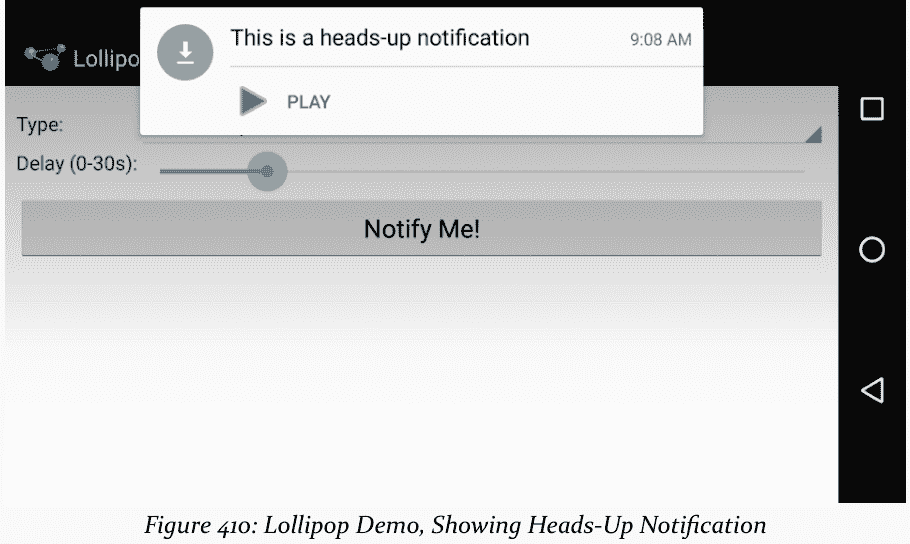 This is a heads-up notification 9:08 AM
Lollipo
PLAY
Type:
Delay (0-30s):
Notify Me!
Figure 410: Lollipop Demo, Showing Heads-Up Notification